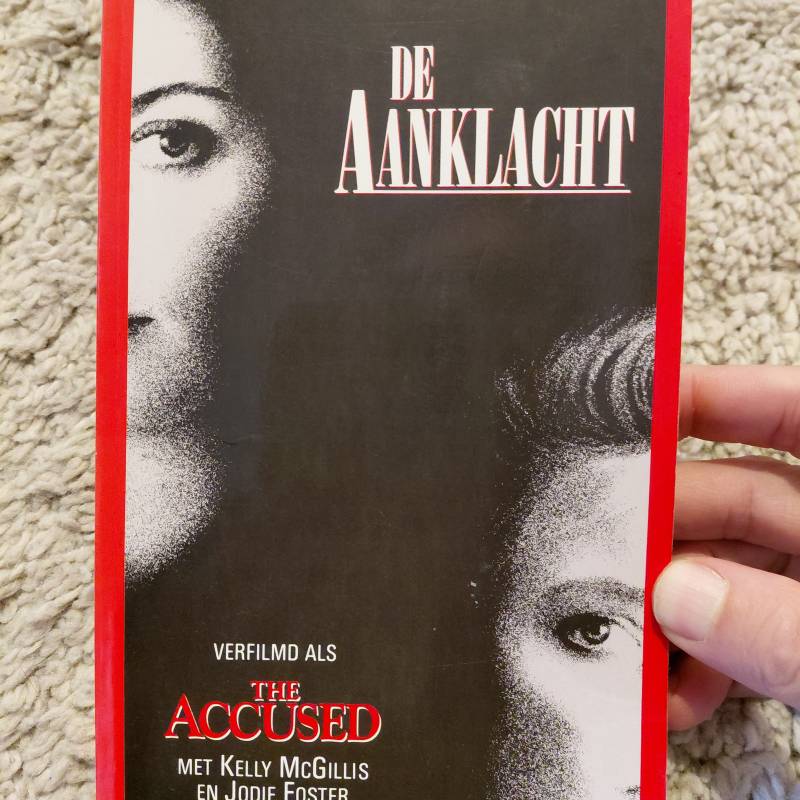 DE
AANKLACHT
VERFILMD ALS
THE
ACCUSED
MET KELLY MCGILLIS
EN JODIE FOSTER